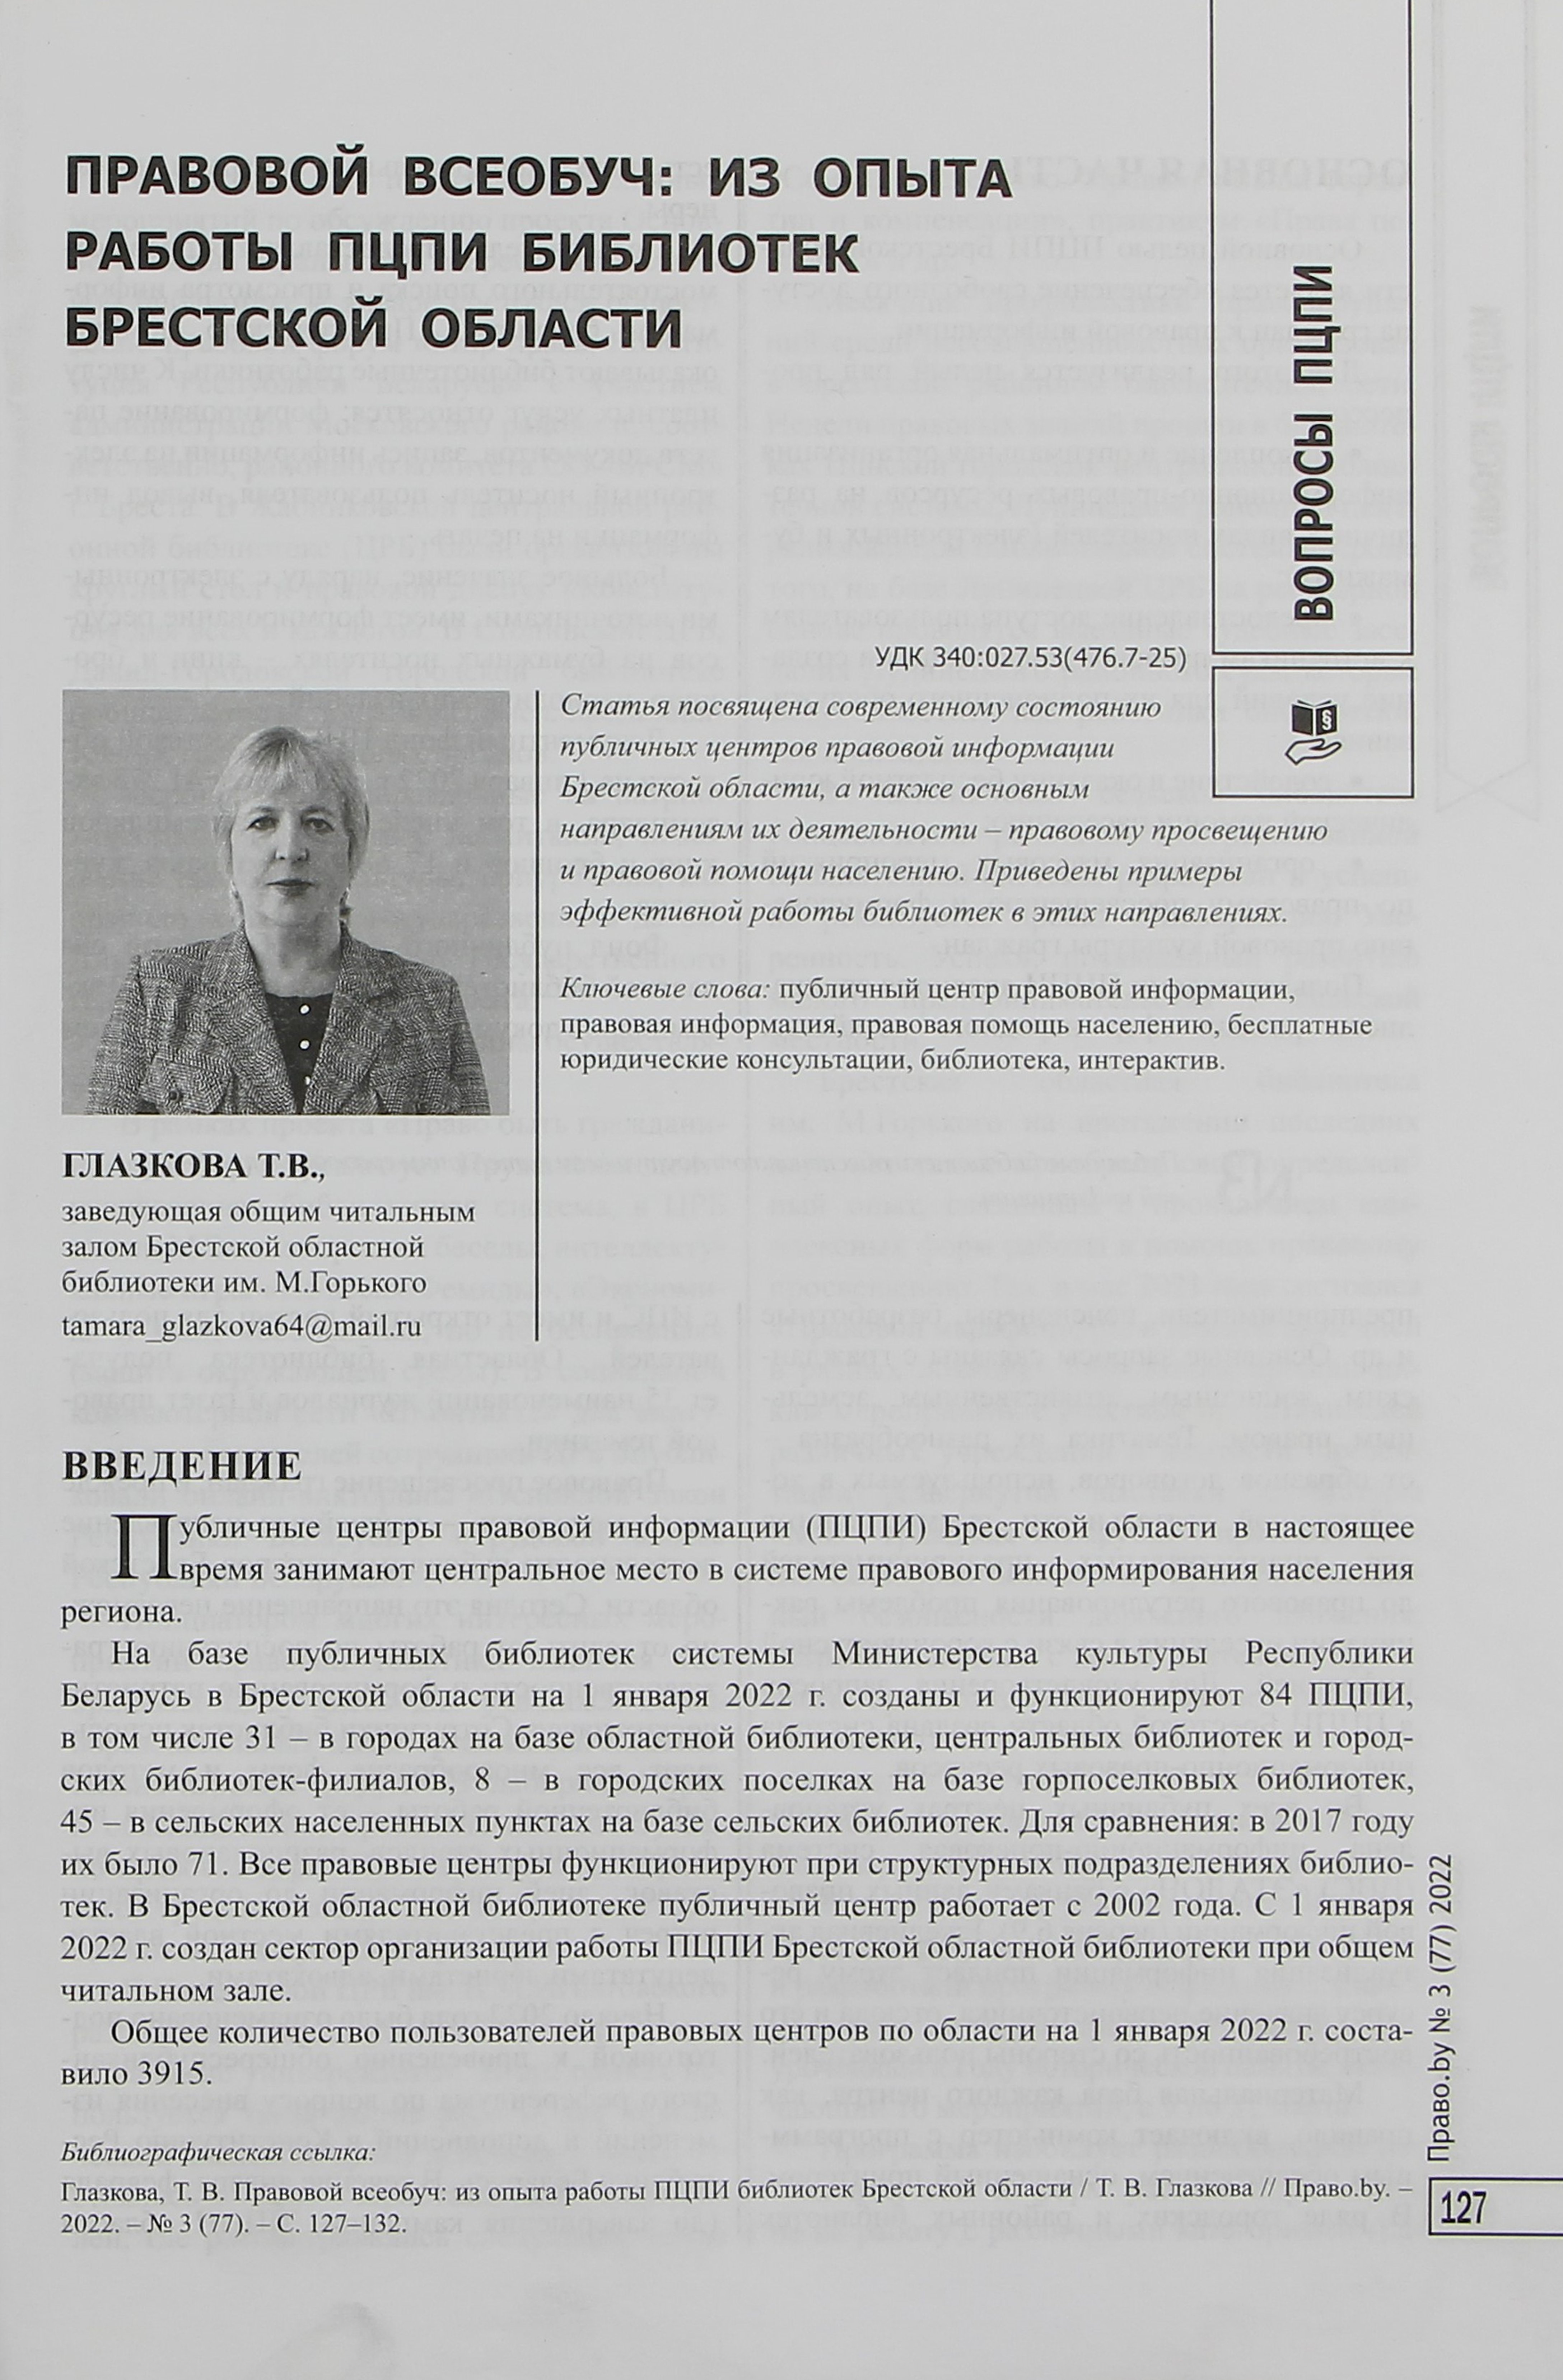 ПРАВОВОЙ ВСЕОБУЧ: ИЗ ОПЫТА
РАБОТЫ ПЦПИ БИБЛИОТЕК
БРЕСТСКОЙ ОБЛАСТИ
ВОПРОСЫ ПЦПИ
§
УДК 340:027.53(476.7-25)
Статья посвящена современному состоянию
публичных центров правовой информации
Брестской области, а также основным
направлениям их деятельности – правовому просвещению
и правовой помощи населению. Приведены примеры
эффективной работы библиотек в этих направлениях.
Ключевые слова: публичный центр правовой информации,
правовая информация, правовая помощь населению, бесплатные
юридические консультации, библиотека, интерактив.
ГЛАЗКОВА Т.В.,
заведующая общим читальным
залом Брестской областной
библиотеки им. М.Горького
tamara_glazkova64@mail.ru
ВВЕДЕНИЕ
Публичные центры правовой информации (ПЦПИ) Брестской области в настоящее
время занимают центральное место в системе правового информирования населения
региона.
На базе публичных библиотек системы Министерства культуры Республики
Беларусь в Брестской области на 1 января 2022 г. созданы и функционируют 84 ПЦПИ,
в том числе 31 – в городах на базе областной библиотеки, центральных библиотек и город-
ских библиотек-филиалов, 8 – в городских поселках на базе горпоселковых библиотек,
45 – в сельских населенных пунктах на базе сельских библиотек. Для сравнения: в 2017 году
их было 71. Все правовые центры функционируют при структурных подразделениях библио-
тек. В Брестской областной библиотеке публичный центр работает с 2002 года. С 1 января
2022 г. создан сектор организации работы ПЦПИ Брестской областной библиотеки при общем
читальном зале.
Общее количество пользователей правовых центров по области на 1 января 2022 г. соста-
вило 3915.
Библиографическая ссылка:
Глазкова, Т. В. Правовой всеобуч: из опыта работы ПЦПИ библиотек Брестской области / Т. В. Глазкова // Право.by. –
2022. – № 3 (77). – С. 127–132.
Право.by № 3 (77) 2022
127